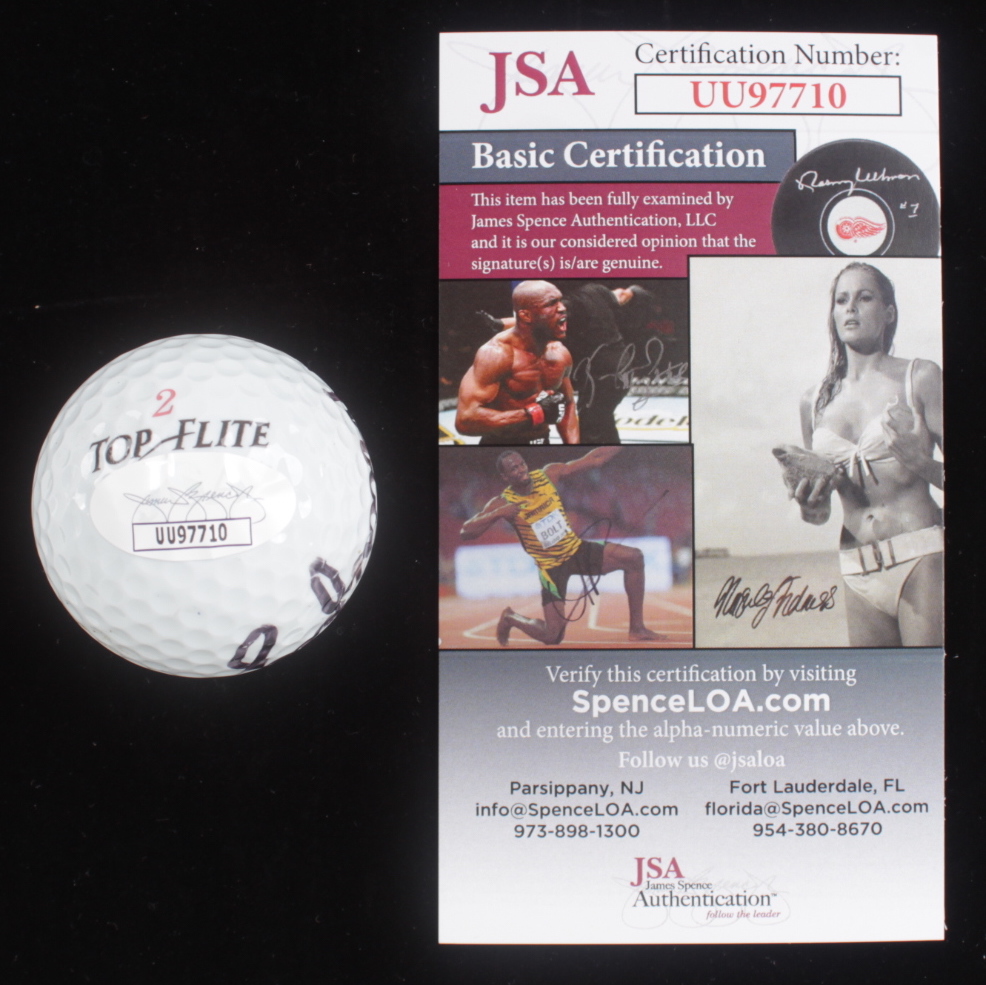 2
TOP FLITE
UU97710
JSA
Certification Number:
UU97710
Basic Certification
This item has been fully examined by
James Spence Authentication, LLC
and it is our considered opinion that the
signature(s) is/are genuine.
#7
BOLT
Verify this certification by visiting
SpenceLOA.com
and entering the alpha-numeric value above.
Follow us @jsaloa
Parsippany, NJ
info@SpenceLOA.com
973-898-1300
Fort Lauderdale, FL
florida@SpenceLOA.com
954-380-8670
JSA
James Spence
Authentication™
follow the leader